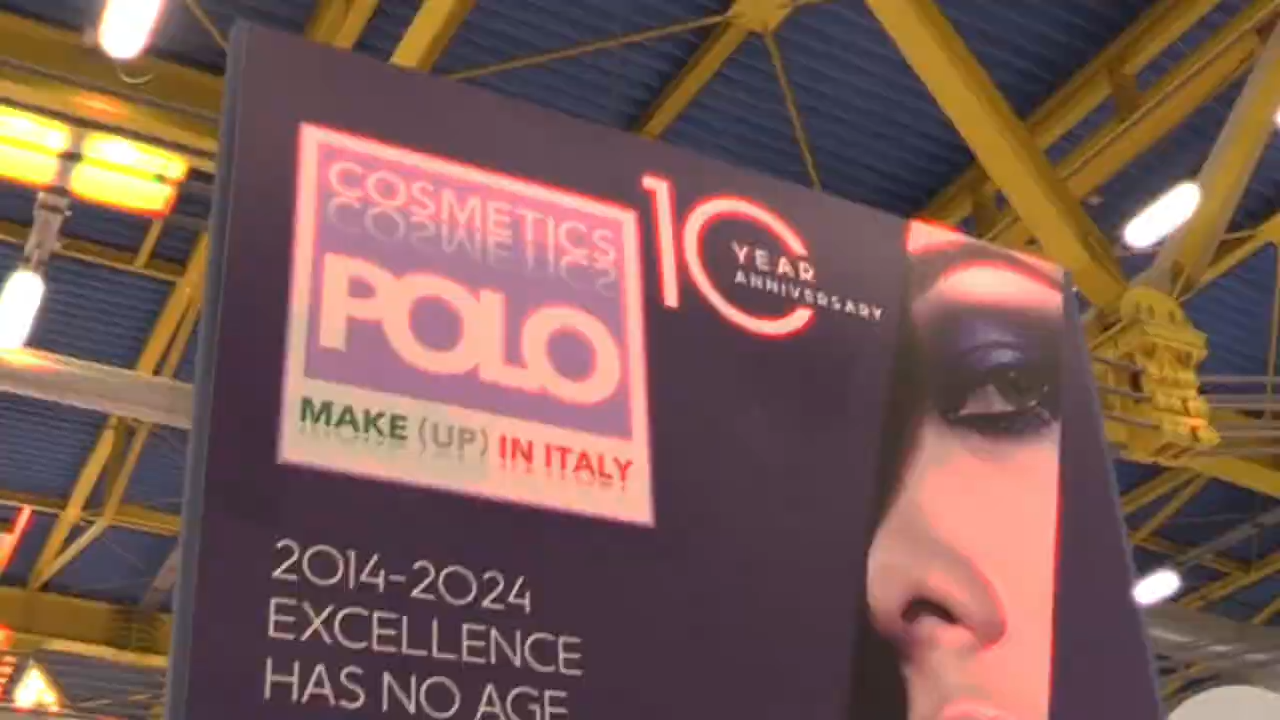 COSMETICS
POLO
MAKE (UP) IN ITALY
10
YEAR
ANNIVERSARY
2014-2024
EXCELLENCE
HAS NO AGE